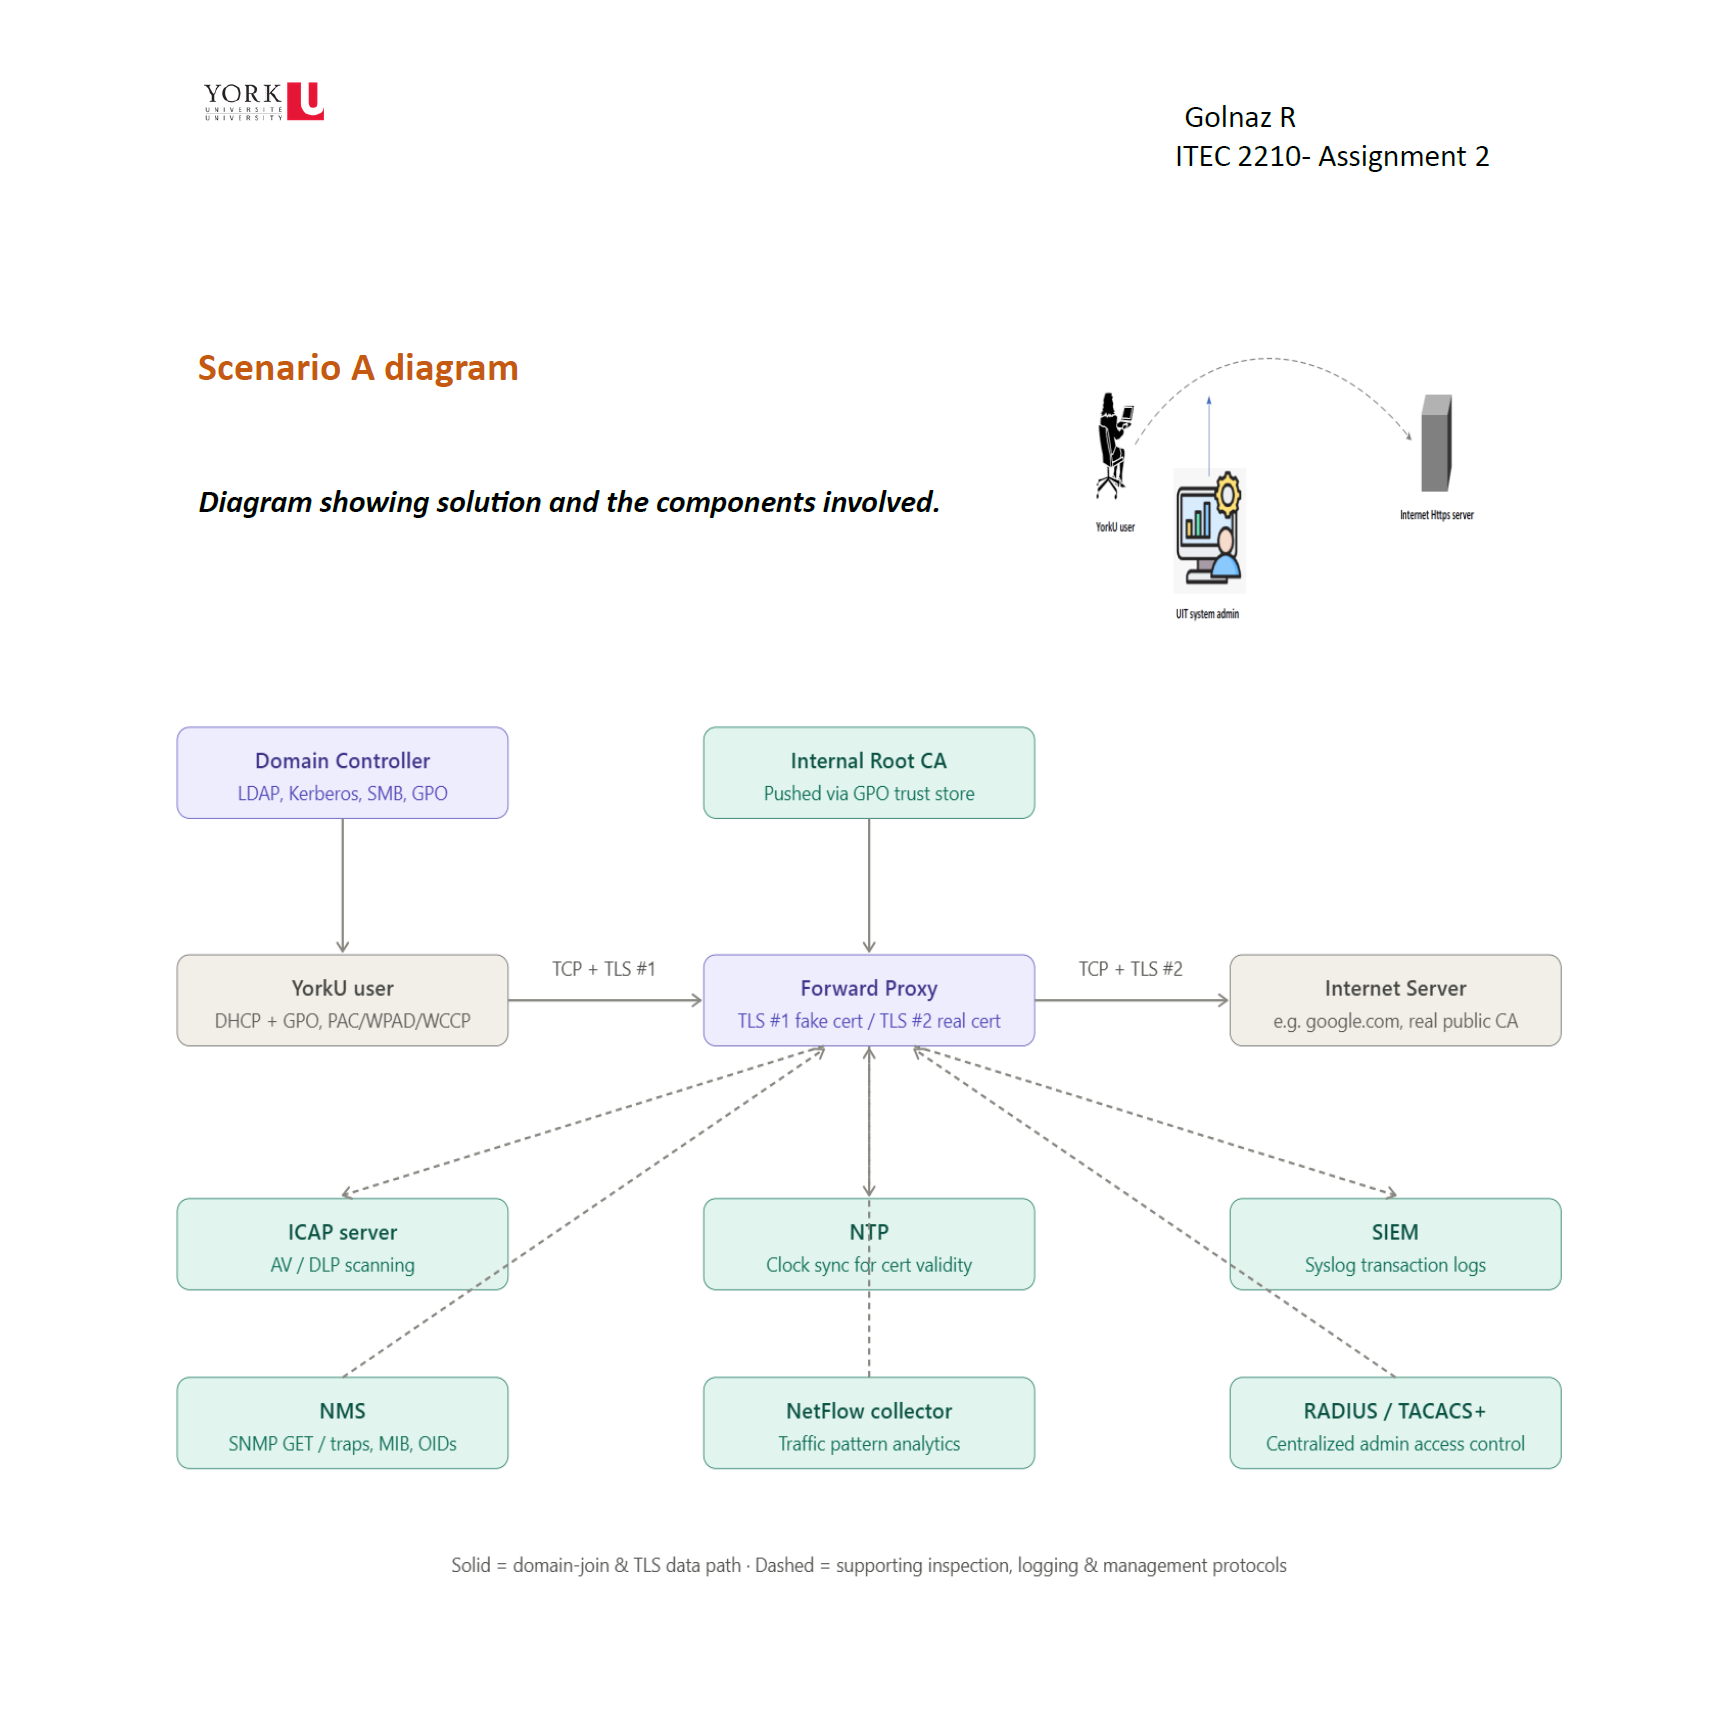 YORK U
UNIVERSITÉ
UNIVERSITY
Golnaz R
ITEC 2210- Assignment 2
Scenario A diagram
Diagram showing solution and the components involved.
YorkU user
Internet Https server
UIT system admin
Domain Controller
LDAP, Kerberos, SMB, GPO
Internal Root CA
Pushed via GPO trust store
YorkU user
DHCP + GPO, PAC/WPAD/WCCP
TCP + TLS #1
Forward Proxy
TLS #1 fake cert / TLS #2 real cert
TCP + TLS #2
Internet Server
e.g. google.com, real public CA
ICAP server
AV / DLP scanning
NTP
Clock sync for cert validity
SIEM
Syslog transaction logs
NMS
SNMP GET / traps, MIB, OIDs
NetFlow collector
Traffic pattern analytics
RADIUS / TACACS+
Centralized admin access control
Solid = domain-join & TLS data path · Dashed = supporting inspection, logging & management protocols